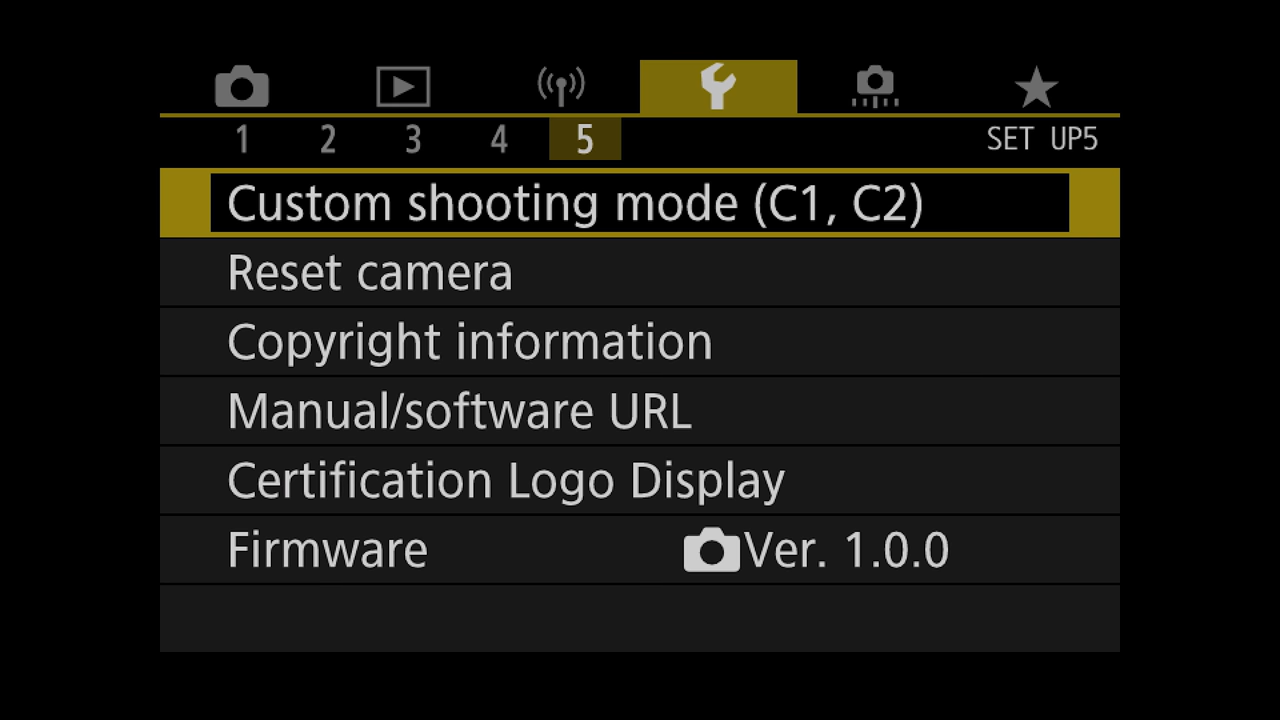 1 2 3 4 5 SET UP5
Custom shooting mode (C1, C2)
Reset camera
Copyright information
Manual/software URL
Certification Logo Display
Firmware Ver. 1.0.0